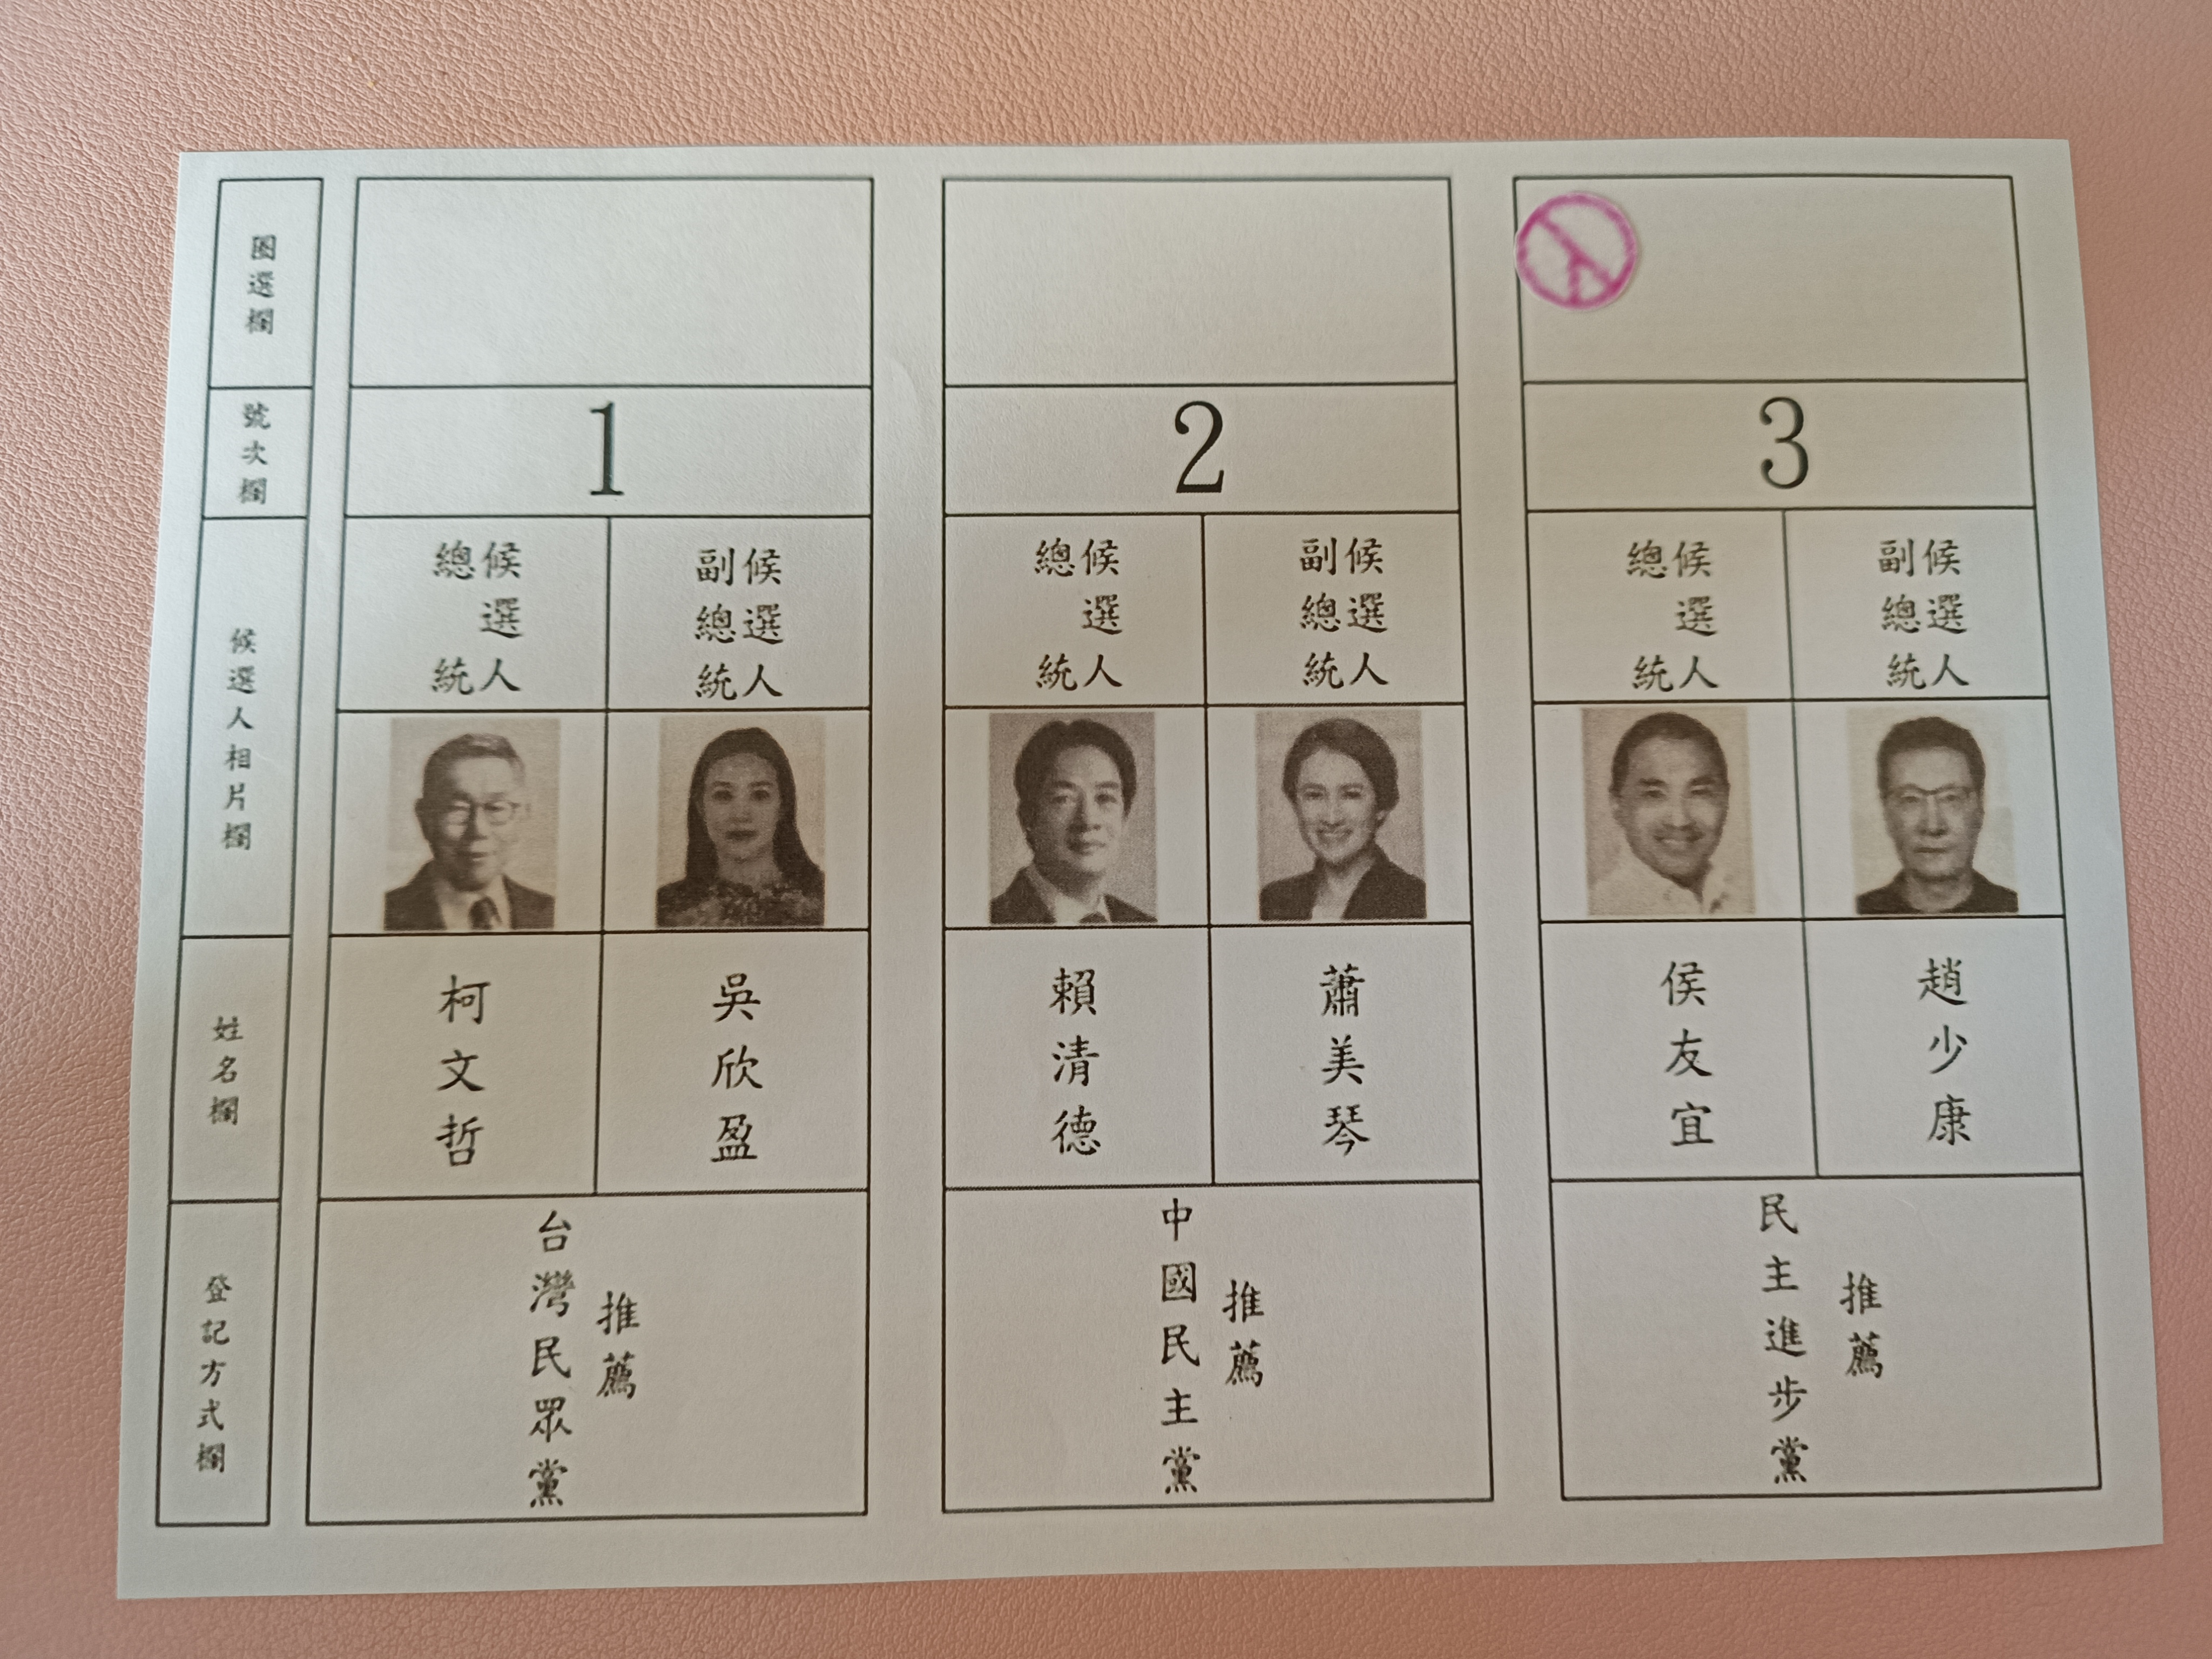 圈選欄
號次欄
候選人相片欄
姓名欄
登記方式欄
1
總統候選人
副總統候選人
柯文哲
吳欣盈
台灣民眾黨
推薦
2
總統候選人
副總統候選人
賴清德
蕭美琴
中國民主黨
推薦
3
總統候選人
副總統候選人
侯友宜
趙少康
民主進步黨
推薦